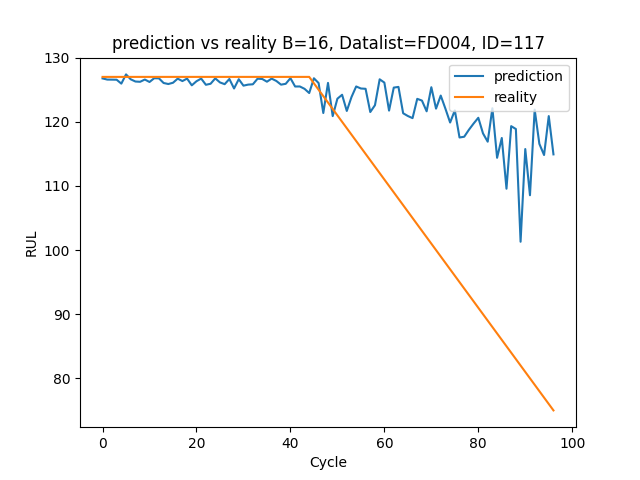 prediction vs reality B=16, Datalist=FD004, ID=117
prediction
reality
RUL
130
120
110
100
90
80
0 20 40 60 80 100
Cycle